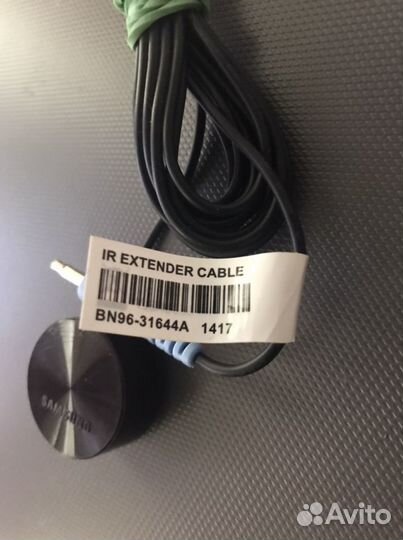 IR EXTENDER CABLE
BN96-31644A 1417
SAMSUNG
Avito